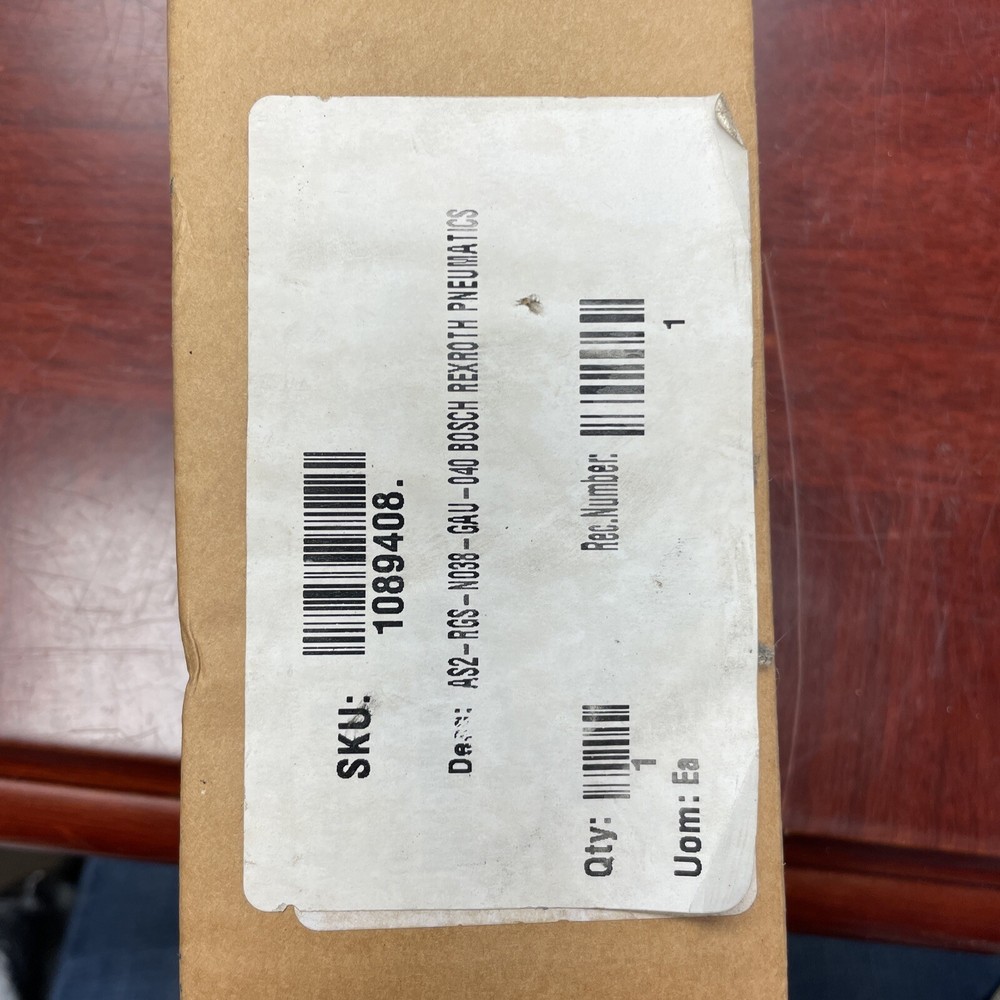 SKU: 1089408.
AS2-RGS-N038-GAU-040 BOSCH REXROTH PNEUMATICS
Qty: 1 Rec.Number: 1
Uom: Ea